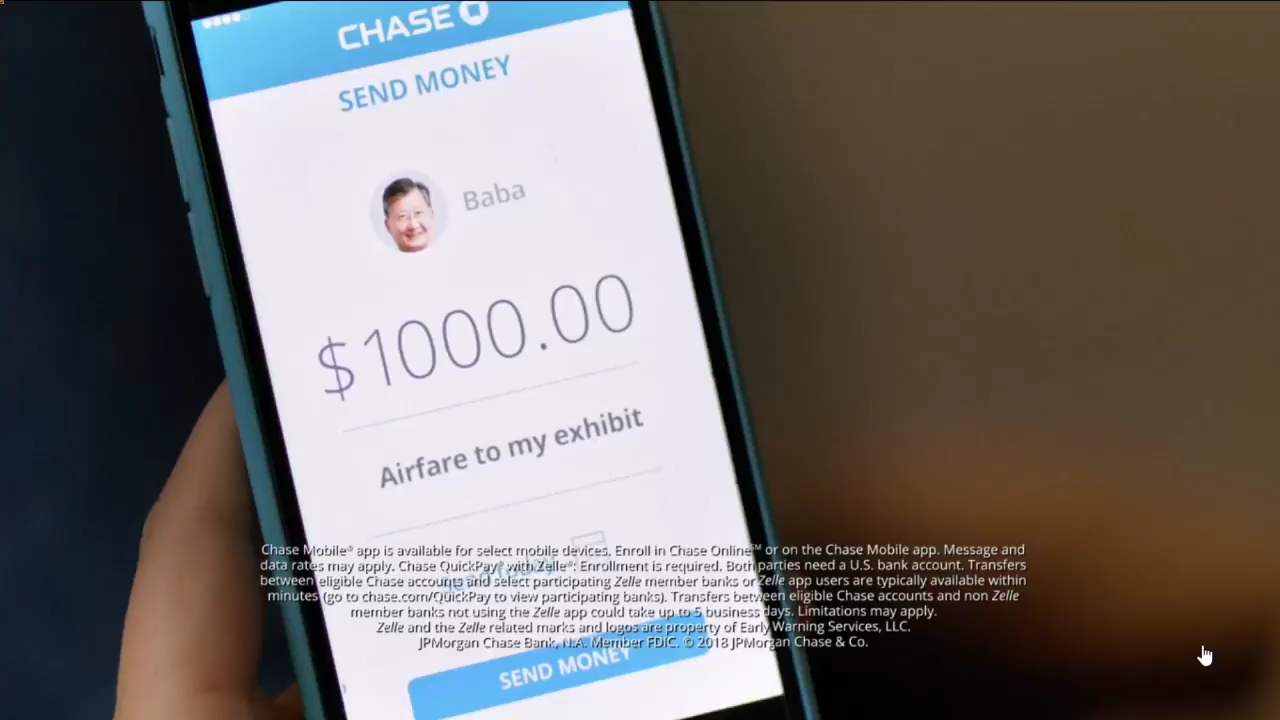 CHASE
SEND MONEY
Baba
$1000.00
Airfare to my exhibit
Chase Mobile® app is available for select mobile devices. Enroll in Chase Online℠ or on the Chase Mobile app. Message and
data rates may apply. Chase QuickPay® with Zelle®: Enrollment is required. Both parties need a U.S. bank account. Transfers
between eligible Chase accounts and select participating Zelle member banks or Zelle app users are typically available within
minutes (go to chase.com/QuickPay to view participating banks). Transfers between eligible Chase accounts and non Zelle
member banks not using the Zelle app could take up to 5 business days. Limitations may apply.
Zelle and the Zelle related marks and logos are property of Early Warning Services, LLC.
JPMorgan Chase Bank, N.A. Member FDIC. © 2018 JPMorgan Chase & Co.
SEND MONEY